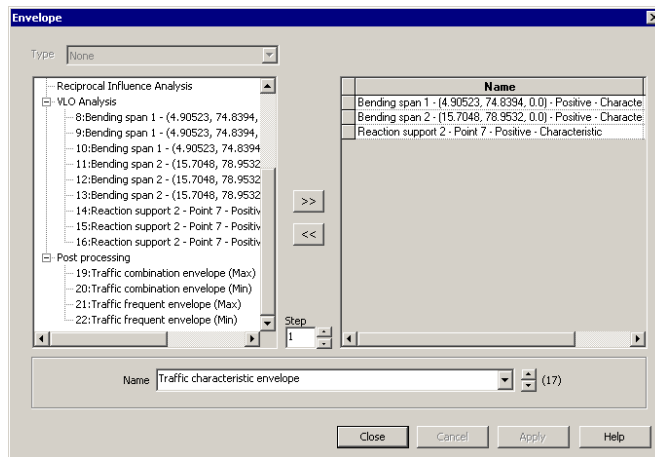 Envelope
Type None
Reciprocal Influence Analysis
VLO Analysis
8:Bending span 1 - (4.90523, 74.8394,
9:Bending span 1 - (4.90523, 74.8394,
10:Bending span 1 - (4.90523, 74.8394
11:Bending span 2 - (15.7048, 78.9532
12:Bending span 2 - (15.7048, 78.9532
13:Bending span 2 - (15.7048, 78.9532
14:Reaction support 2 - Point 7 - Positiv
15:Reaction support 2 - Point 7 - Positiv
16:Reaction support 2 - Point 7 - Positiv
Post processing
19:Traffic combination envelope (Max)
20:Traffic combination envelope (Min)
21:Traffic frequent envelope (Max)
22:Traffic frequent envelope (Min)
>>
<<
Step
1
Name
Bending span 1 - (4.90523, 74.8394, 0.0) - Positive - Characte
Bending span 2 - (15.7048, 78.9532, 0.0) - Positive - Characte
Reaction support 2 - Point 7 - Positive - Characteristic
Name Traffic characteristic envelope (17)
Close Cancel Apply Help